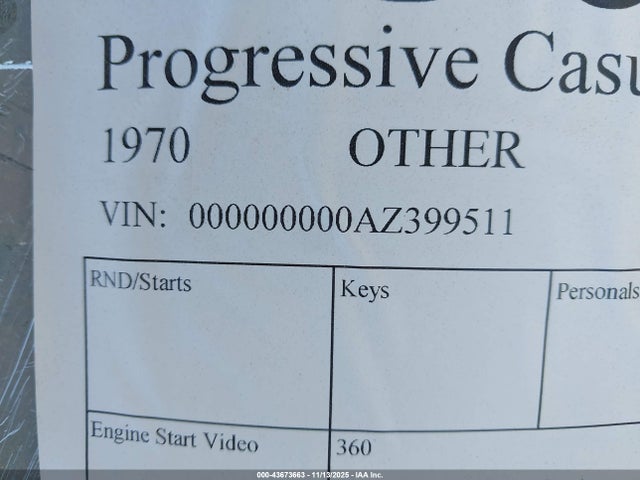 Progressive Casu
1970 OTHER
VIN: 000000000AZ399511
RND/Starts Keys Personals
Engine Start Video 360
000-43673663 - 11/13/2025 - IAA Inc.